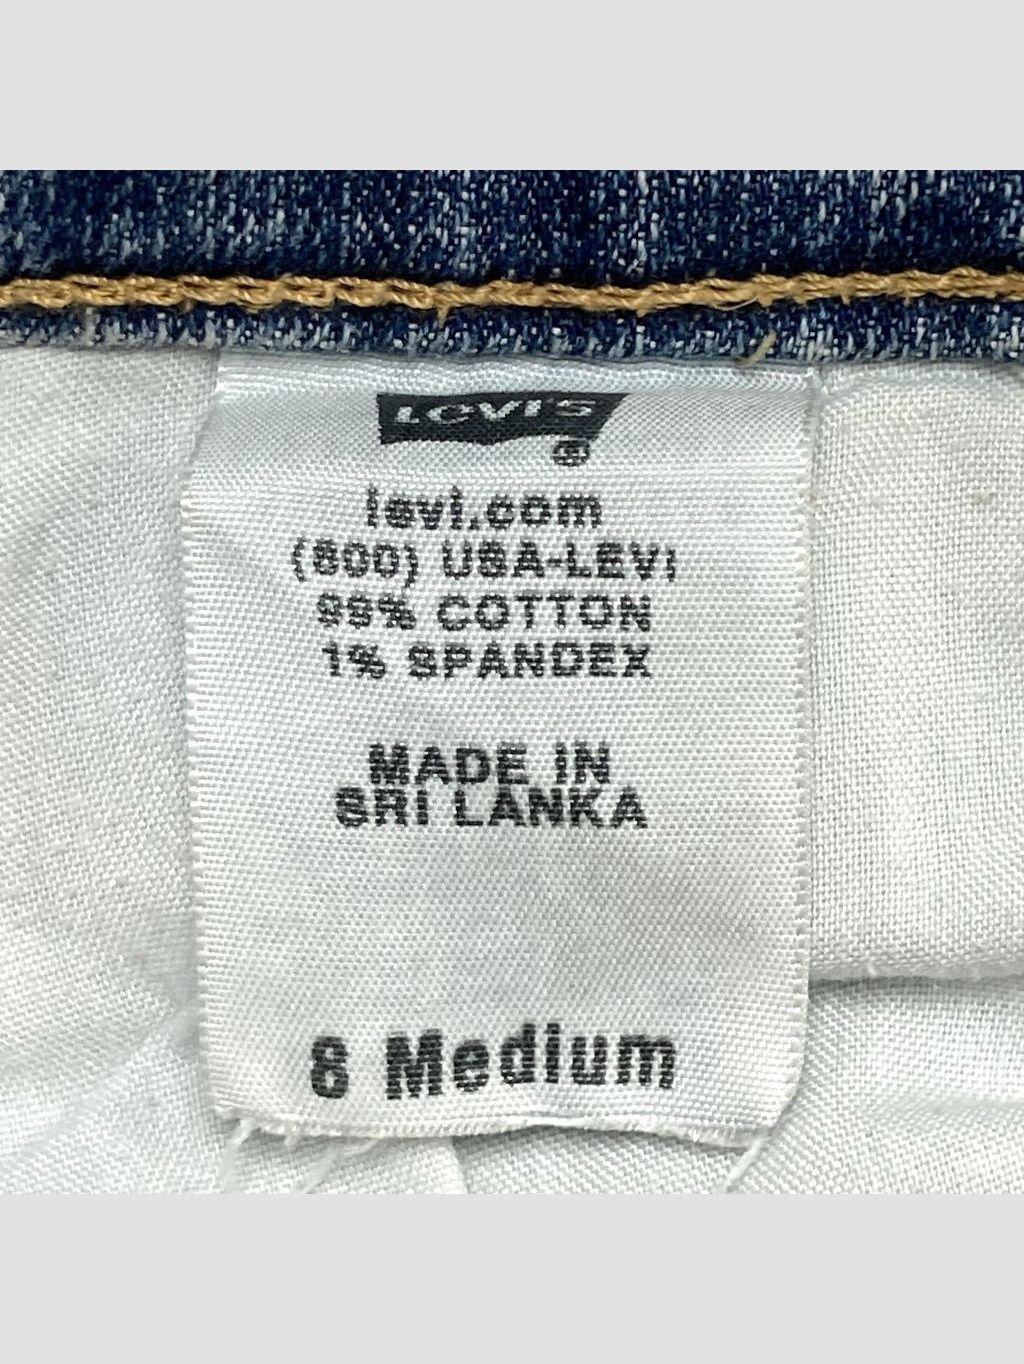 LEVI'S
®
levi.com
(800) USA-LEVI
99% COTTON
1% SPANDEX
MADE IN
SRI LANKA
8 Medium